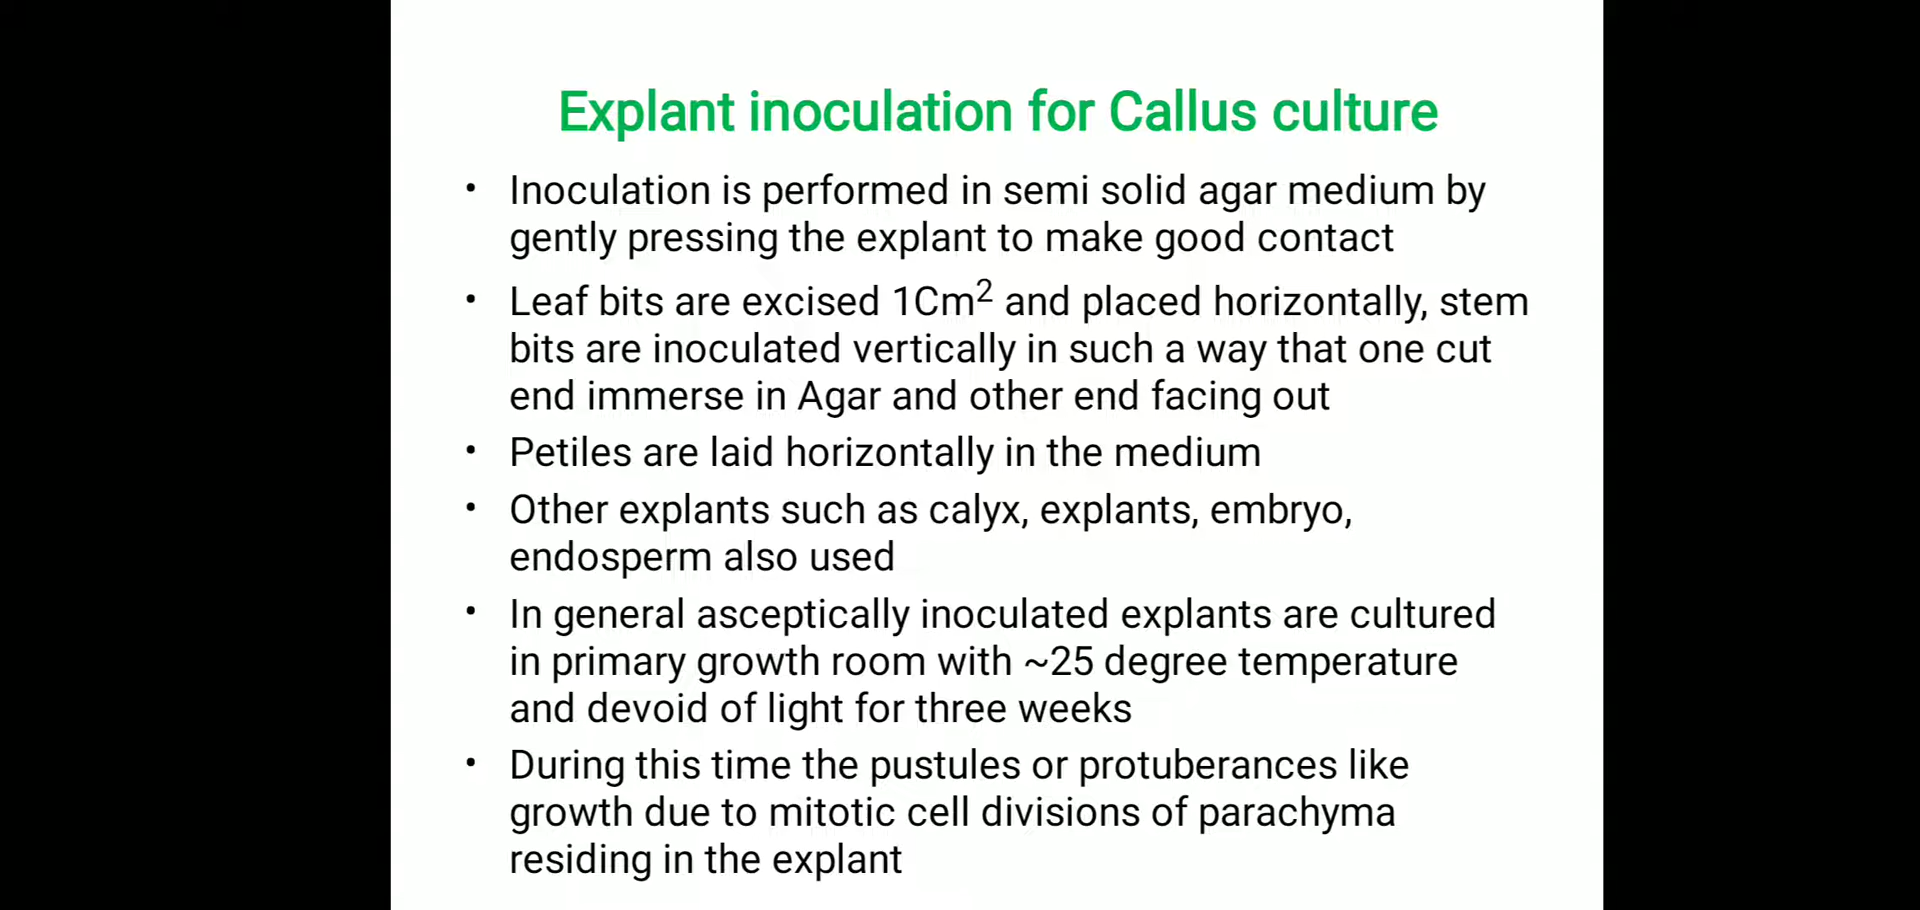 Explant inoculation for Callus culture
• Inoculation is performed in semi solid agar medium by
gently pressing the explant to make good contact
• Leaf bits are excised 1Cm² and placed horizontally, stem
bits are inoculated vertically in such a way that one cut
end immerse in Agar and other end facing out
• Petiles are laid horizontally in the medium
• Other explants such as calyx, explants, embryo,
endosperm also used
• In general asceptically inoculated explants are cultured
in primary growth room with ~25 degree temperature
and devoid of light for three weeks
• During this time the pustules or protuberances like
growth due to mitotic cell divisions of parachyma
residing in the explant